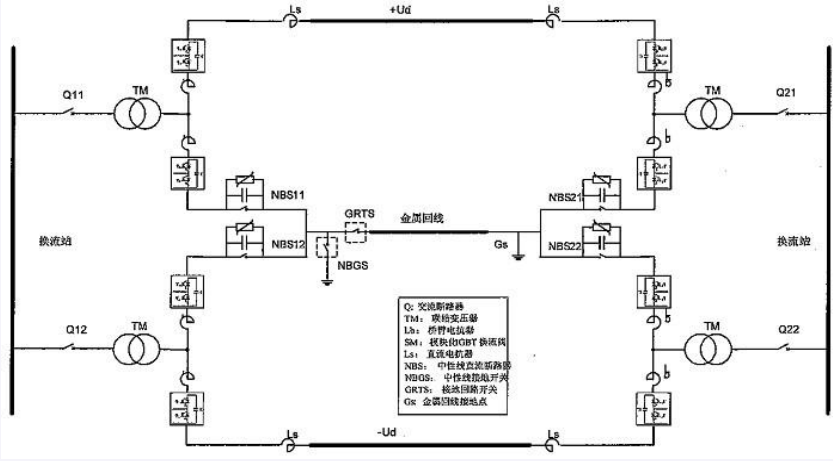 Ls
+Ud
Ls
Q11
TM
TM
Q21
NBS11
NBS21
GRTS
金属回线
换流站
NBS12
Gs
NBS22
换流站
NBGS
Q: 交流断路器
TM: 联结变压器
Lb: 桥臂电抗器
SM: 模块化IGBT换流阀
Ls: 直流电抗器
NBS: 中性线直流断路器
NBGS: 中性线接地开关
GRTS: 接地回路开关
Gs: 金属回线接地点
Q12
TM
TM
Q22
Ls
-Ud
Ls